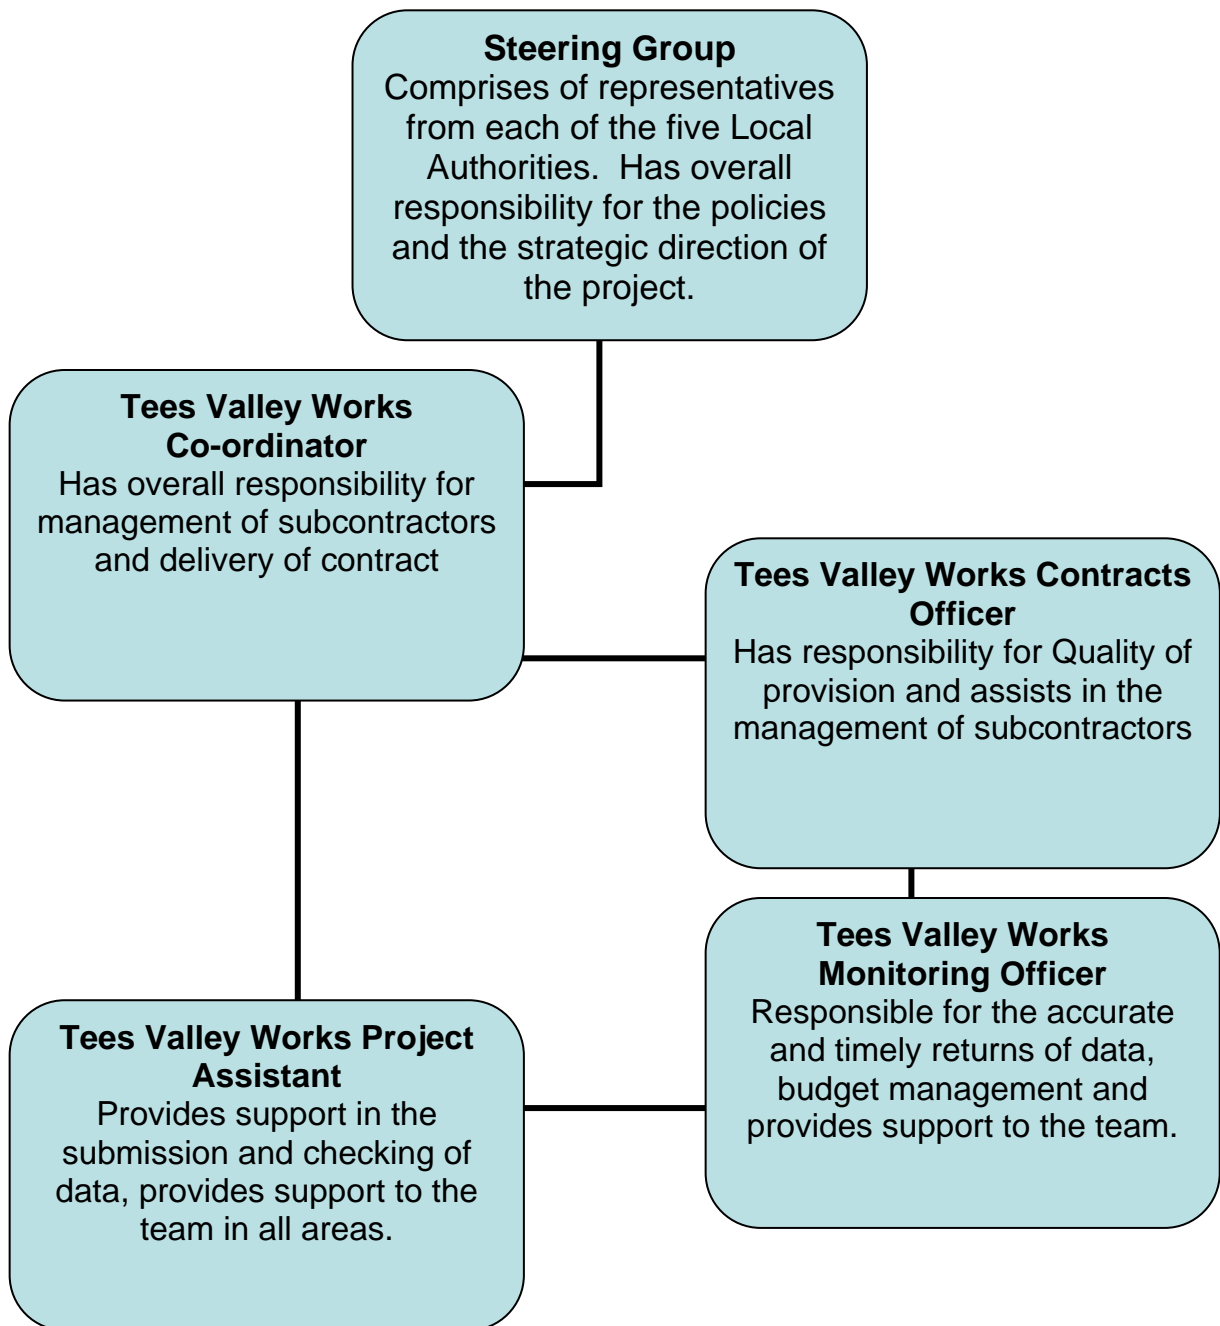 Steering Group
Comprises of representatives
from each of the five Local
Authorities.  Has overall
responsibility for the policies
and the strategic direction of
the project.
Tees Valley Works
Co-ordinator
Has overall responsibility for
management of subcontractors
and delivery of contract
Tees Valley Works Contracts
Officer
Has responsibility for Quality of
provision and assists in the
management of subcontractors
Tees Valley Works
Monitoring Officer
Responsible for the accurate
and timely returns of data,
budget management and
provides support to the team.
Tees Valley Works Project
Assistant
Provides support in the
submission and checking of
data, provides support to the
team in all areas.